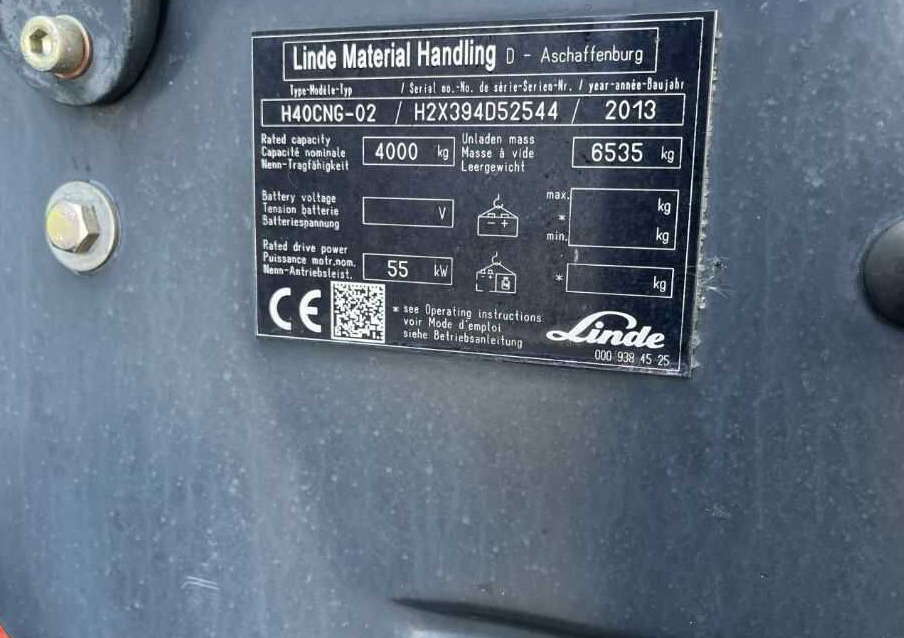 Linde Material Handling D - Aschaffenburg
Type-Modèle-Typ / Serial no.-No. de série-Serien-Nr. / year-année-Baujahr
H40CNG-02 / H2X394D52544 / 2013
Rated capacity
Capacité nominale
Nenn-Tragfähigkeit
4000 kg
Unladen mass
Masse à vide
Leergewicht
6535 kg
Battery voltage
Tension batterie
Batteriespannung
V
- +
max.
*
min.
kg
kg
Rated drive power
Puissance motr.nom.
Nenn-Antriebsleist.
55 kW
- +
* kg
CE
* see Operating instructions
voir Mode d'emploi
siehe Betriebsanleitung
Linde
000 938 45 25